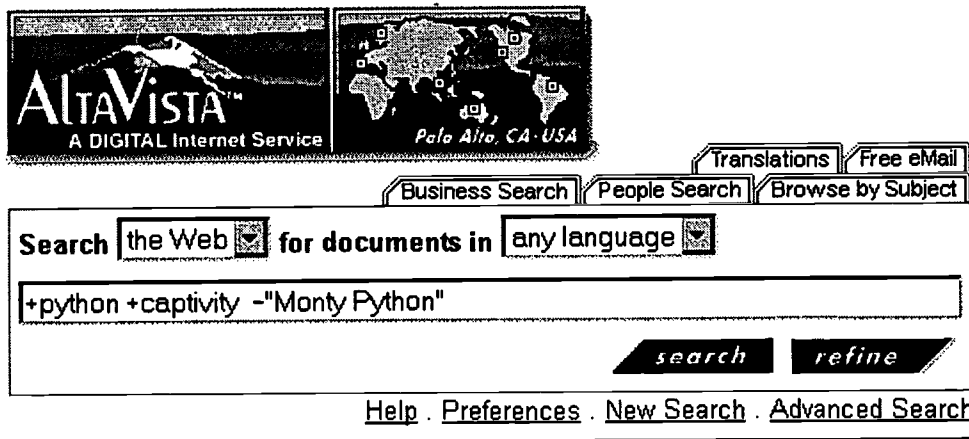 ALTAVISTA™
A DIGITAL Internet Service
Palo Alto, CA · USA
Translations Free eMail
Business Search People Search Browse by Subject
Search the Web for documents in any language
+python +captivity -"Monty Python"
search refine
Help . Preferences . New Search . Advanced Search